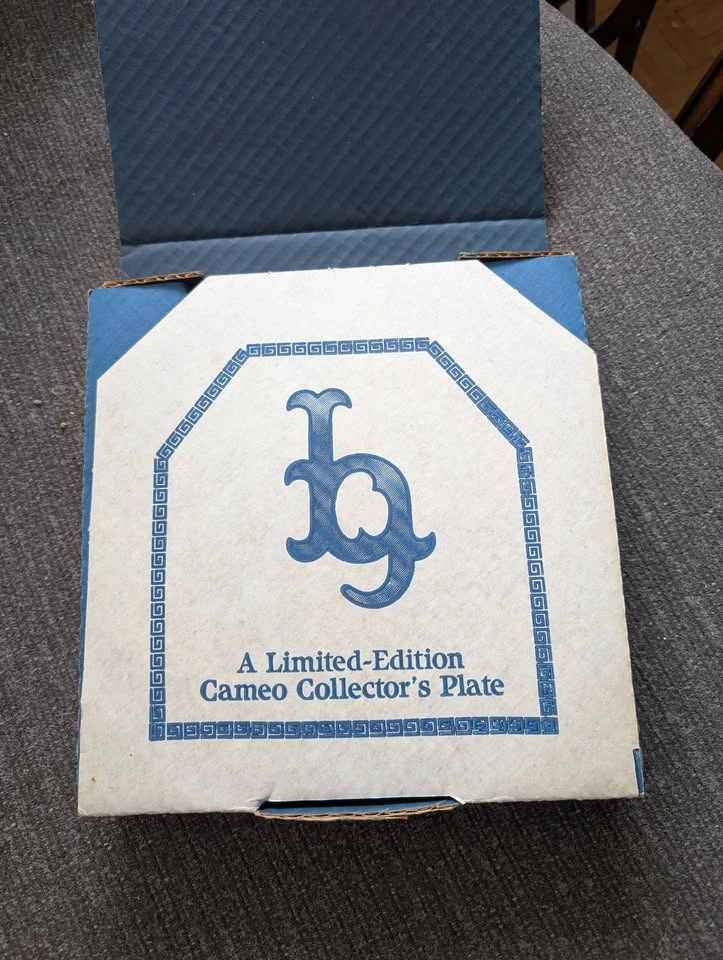 A Limited-Edition
Cameo Collector's Plate